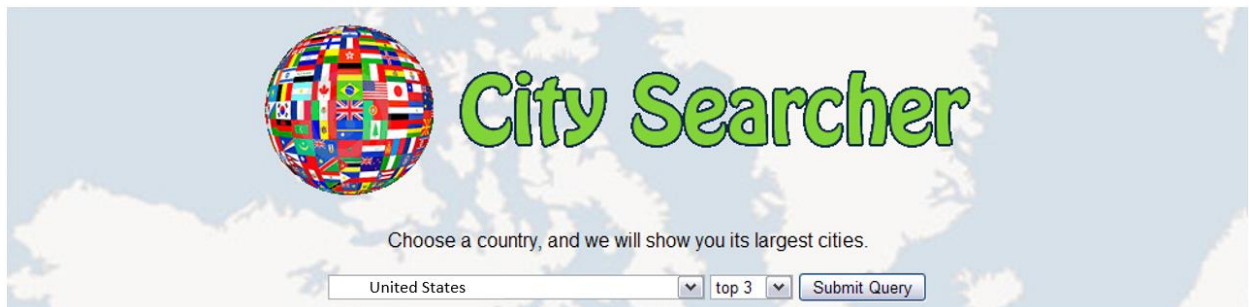 City Searcher
Choose a country, and we will show you its largest cities.
United States top 3 Submit Query